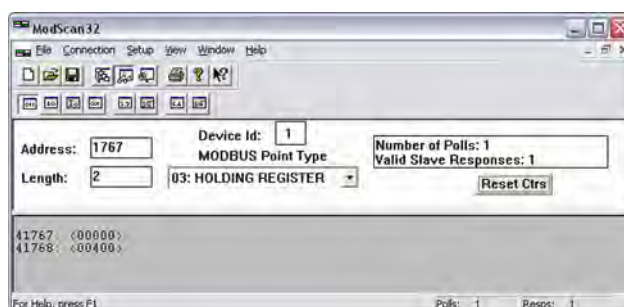 ModScan32
File Connection Setup View Window Help
Device Id: 1
Address: 1767
MODBUS Point Type
Length: 2
03: HOLDING REGISTER
Number of Polls: 1
Valid Slave Responses: 1
Reset Ctrs
41767: <00000>
41768: <00400>
For Help, press F1
Polls: 1 Resps: 1